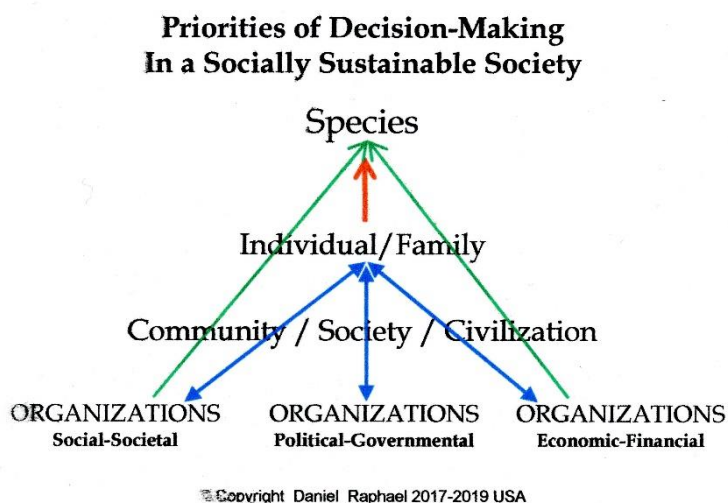 Priorities of Decision-Making
In a Socially Sustainable Society
Species
Individual/Family
Community / Society / Civilization
ORGANIZATIONS ORGANIZATIONS ORGANIZATIONS
Social-Societal Political-Governmental Economic-Financial
© Copyright Daniel Raphael 2017-2019 USA